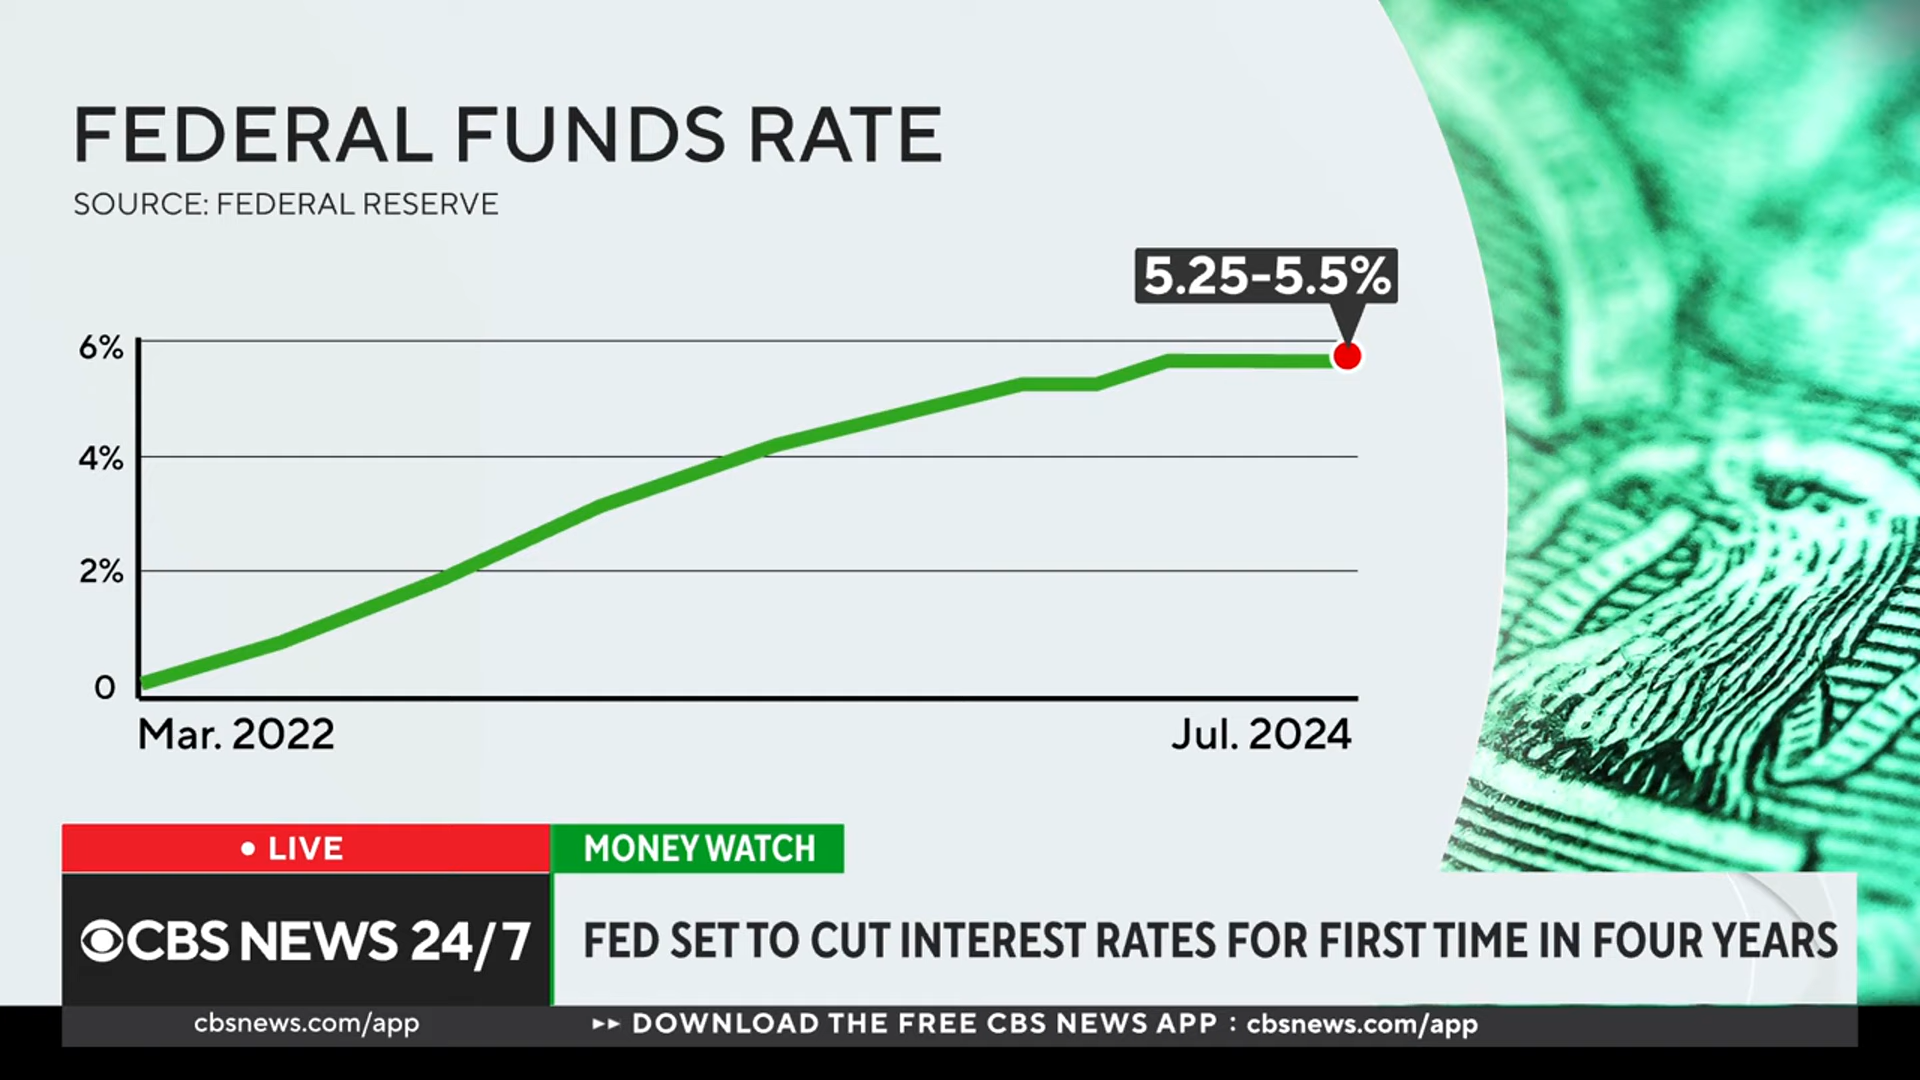 FEDERAL FUNDS RATE
SOURCE: FEDERAL RESERVE
5.25-5.5%
6%
4%
2%
0
Mar. 2022
Jul. 2024
• LIVE
MONEY WATCH
CBS NEWS 24/7
FED SET TO CUT INTEREST RATES FOR FIRST TIME IN FOUR YEARS
cbsnews.com/app
DOWNLOAD THE FREE CBS NEWS APP : cbsnews.com/app